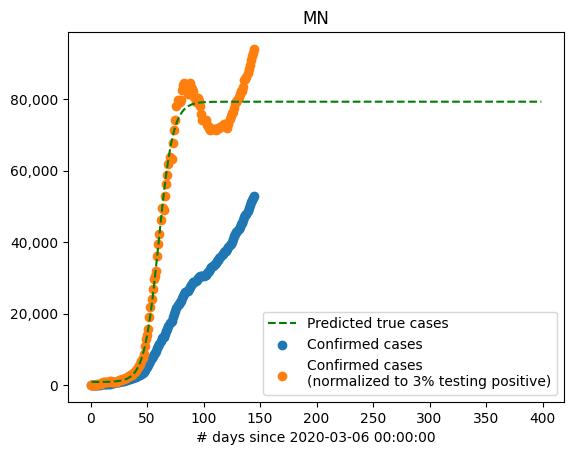 MN
80,000
60,000
40,000
20,000
0
Predicted true cases
Confirmed cases
Confirmed cases
(normalized to 3% testing positive)
0 50 100 150 200 250 300 350 400
# days since 2020-03-06 00:00:00